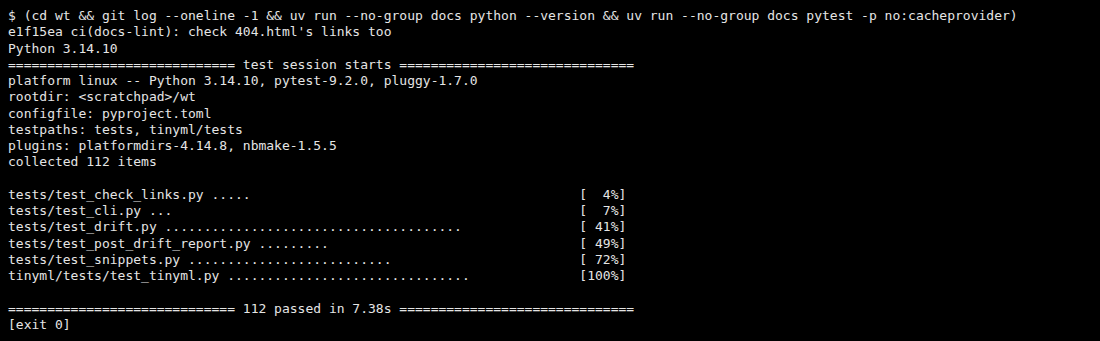 $ (cd wt && git log --oneline -1 && uv run --no-group docs python --version && uv run --no-group docs pytest -p no:cacheprovider)
e1f15ea ci(docs-lint): check 404.html's links too
Python 3.14.10
============================= test session starts ==============================
platform linux -- Python 3.14.10, pytest-9.2.0, pluggy-1.7.0
rootdir: <scratchpad>/wt
configfile: pyproject.toml
testpaths: tests, tinyml/tests
plugins: platformdirs-4.14.8, nbmake-1.5.5
collected 112 items

tests/test_check_links.py .....                                          [  4%]
tests/test_cli.py ...                                                    [  7%]
tests/test_drift.py ......................................               [ 41%]
tests/test_post_drift_report.py .........                                [ 49%]
tests/test_snippets.py ..........................                        [ 72%]
tinyml/tests/test_tinyml.py ...............................              [100%]

============================= 112 passed in 7.38s ==============================
[exit 0]